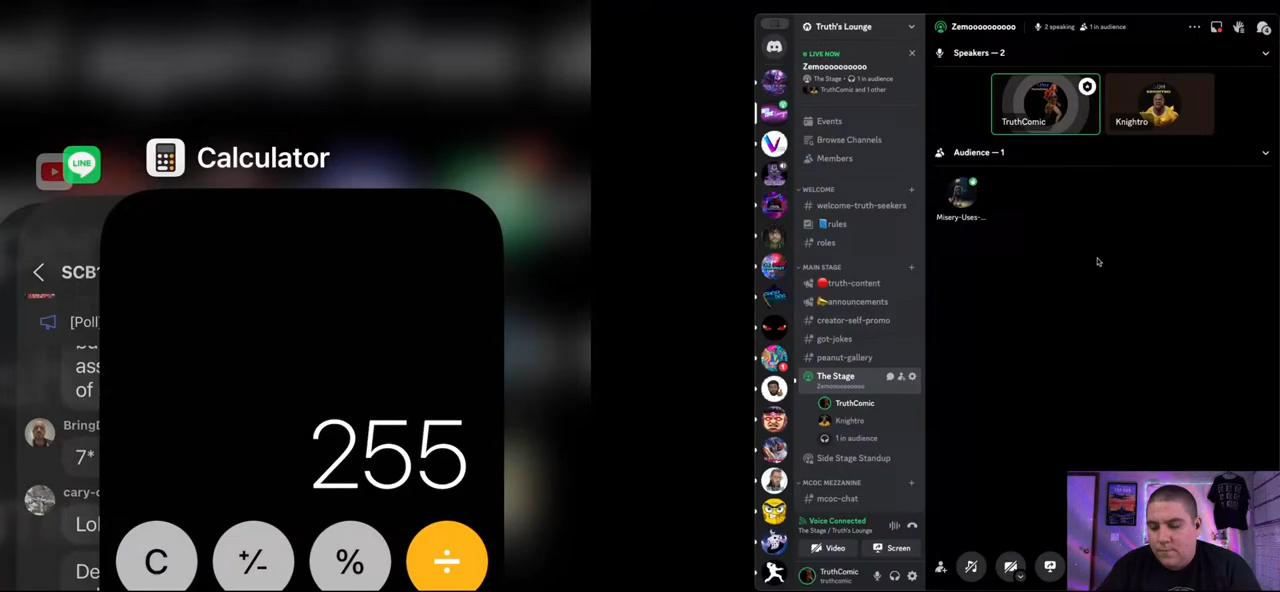 LINE
Calculator
SCB
[Poll]
ass
of
BringD
7*
cary-c
Lol
De
255
C
+/-
%
÷
Truth's Lounge
LIVE NOW
Zemoooooooooo
The Stage • 1 in audience
TruthComic and 1 other
Events
Browse Channels
Members
WELCOME
# welcome-truth-seekers
rules
# roles
MAIN STAGE
truth-content
announcements
# creator-self-promo
# got-jokes
# peanut-gallery
The Stage
Zemoooooooooo
TruthComic
Knightro
1 in audience
Side Stage Standup
MCOC MEZZANINE
# mcoc-chat
Voice Connected
The Stage / Truth's Lounge
Video
Screen
TruthComic
truthcomic
Zemoooooooooo
2 speaking
1 in audience
Speakers — 2
TruthComic
Knightro
Audience — 1
Misery-Uses-...